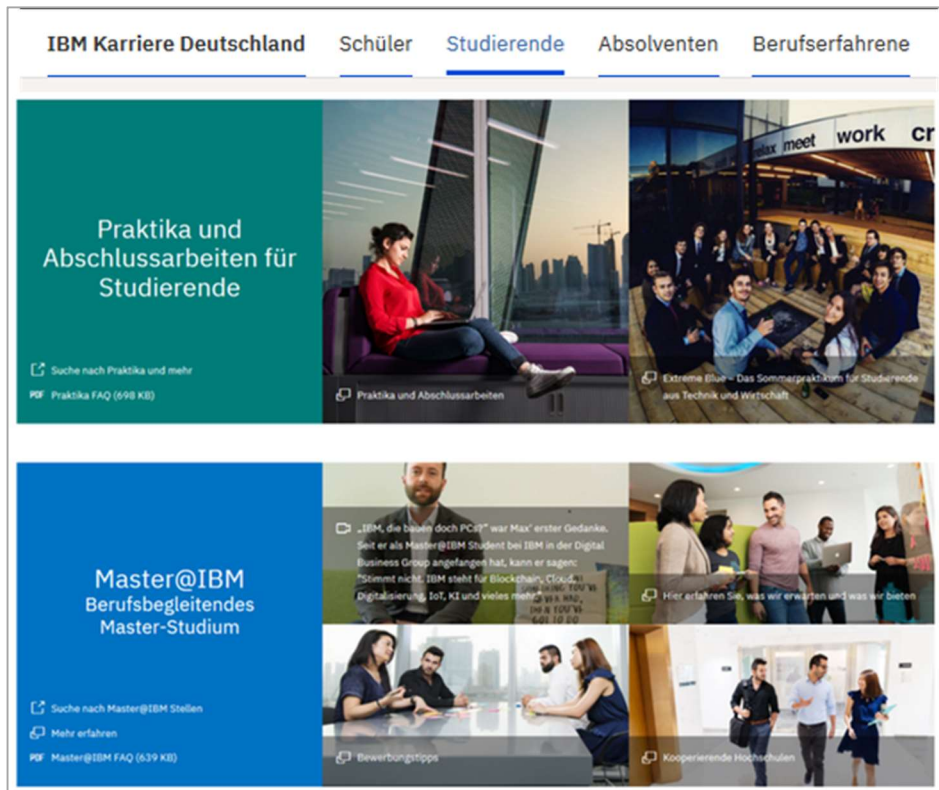 IBM Karriere Deutschland Schüler Studierende Absolventen Berufserfahrene
Praktika und
Abschlussarbeiten für
Studierende
Suche nach Praktika und mehr
PDF Praktika FAQ (698 KB)
Praktika und Abschlussarbeiten
relax meet work cr
Extreme Blue – Das Sommerpraktikum für Studierende
aus Technik und Wirtschaft
Master@IBM
Berufsbegleitendes
Master-Studium
Suche nach Master@IBM Stellen
Mehr erfahren
PDF Master@IBM FAQ (639 KB)
„IBM, die bauen doch PCs?" war Max' erster Gedanke.
Seit er als Master@IBM Student bei IBM in der Digital
Business Group angefangen hat, kann er sagen:
"Stimmt nicht. IBM steht für Blockchain, Cloud,
Digitalisierung, IoT, KI und vieles mehr."
Hier erfahren Sie, was wir erwarten und was wir bieten
Bewerbungstipps
Kooperierende Hochschulen